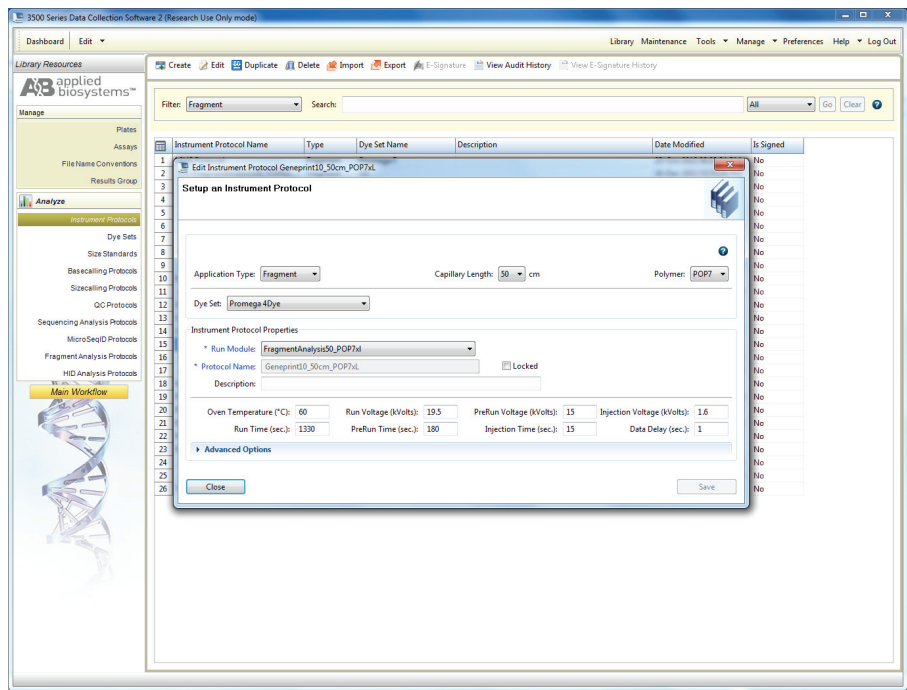 3500 Series Data Collection Software 2 (Research Use Only mode)
Dashboard Edit Library Maintenance Tools Manage Preferences Help Log Out
Library Resources
Create Edit Duplicate Delete Import Export E-Signature View Audit History View E-Signature History
AB applied biosystems™
Filter: Fragment Search: All Go Clear
Manage
Plates
Assays
File Name Conventions
Results Group
Analyze
Instrument Protocols
Dye Sets
Size Standards
Basecalling Protocols
Sizecalling Protocols
QC Protocols
Sequencing Analysis Protocols
MicroSeqID Protocols
Fragment Analysis Protocols
HID Analysis Protocols
Main Workflow
Instrument Protocol Name Type Dye Set Name Description Date Modified Is Signed
1 No
2 No
3 No
4 No
5 No
6 No
7 No
8 No
9 No
10 No
11 No
12 No
13 No
14 No
15 No
16 No
17 No
18 No
19 No
20 No
21 No
22 No
23 No
24 No
25 No
26 No
Edit Instrument Protocol Geneprint10_50cm_POP7xL
Setup an Instrument Protocol
Application Type: Fragment Capillary Length: 50 cm Polymer: POP7
Dye Set: Promega 4Dye
Instrument Protocol Properties
* Run Module: FragmentAnalysis50_POP7xl
* Protocol Name: Geneprint10_50cm_POP7xL Locked
Description:
Oven Temperature (°C): 60 Run Voltage (kVolts): 19.5 PreRun Voltage (kVolts): 15 Injection Voltage (kVolts): 1.6
Run Time (sec.): 1330 PreRun Time (sec.): 180 Injection Time (sec.): 15 Data Delay (sec.): 1
Advanced Options
Close Save